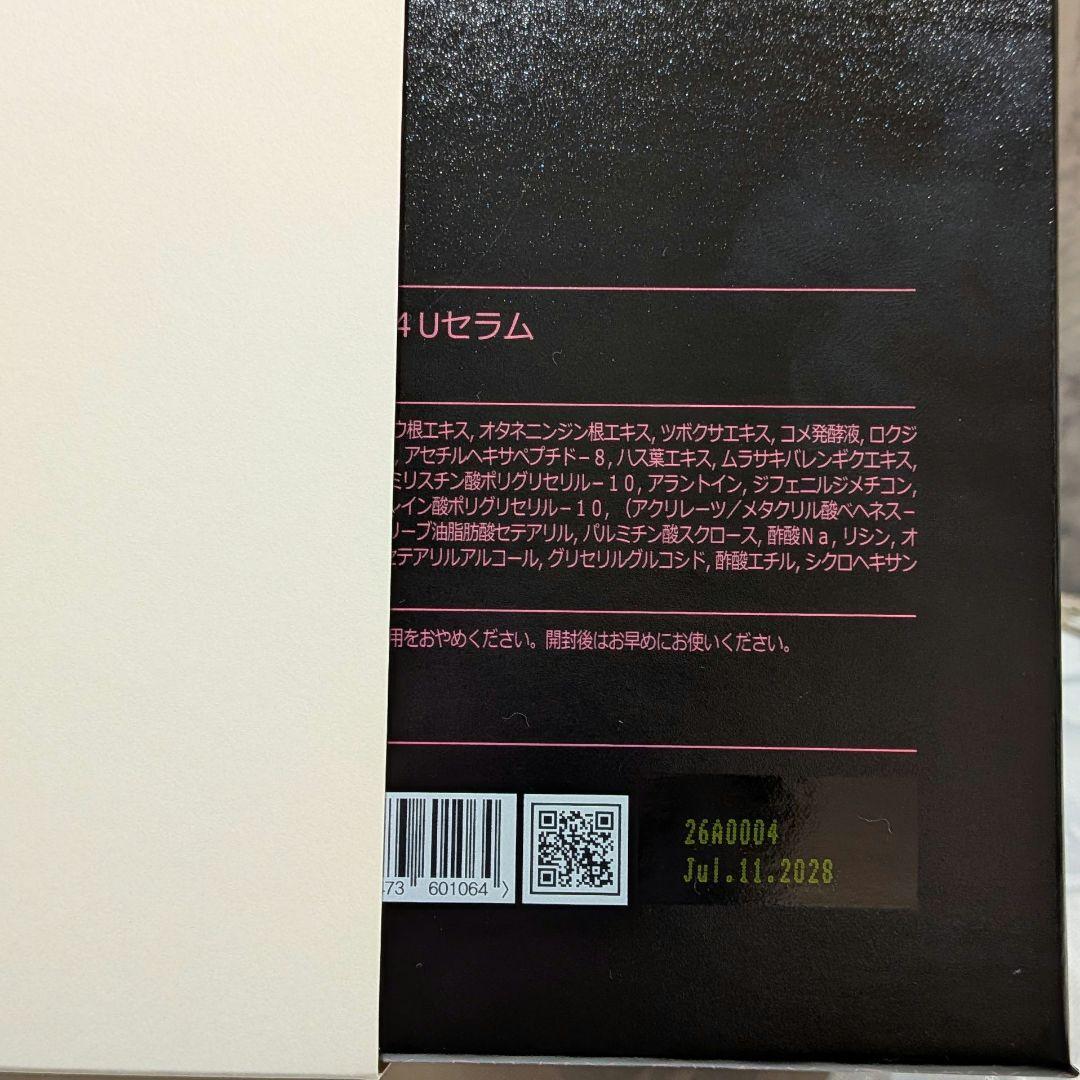 4 Uセラム
ウ根エキス, オタネニンジン根エキス, ツボクサエキス, コメ発酵液, ロクジ
, アセチルヘキサペプチド－8, ハス葉エキス, ムラサキバレンギクエキス,
ミリスチン酸ポリグリセリル－10, アラントイン, ジフェニルジメチコン,
レイン酸ポリグリセリル－10, （アクリレーツ／メタクリル酸ベヘネス－
リーブ油脂肪酸セテアリル, パルミチン酸スクロース, 酢酸Na, リシン, オ
セテアリルアルコール, グリセリルグルコシド, 酢酸エチル, シクロヘキサン
用をおやめください。開封後はお早めにお使いください。
73 601064 >
26A0004
Jul.11.2028